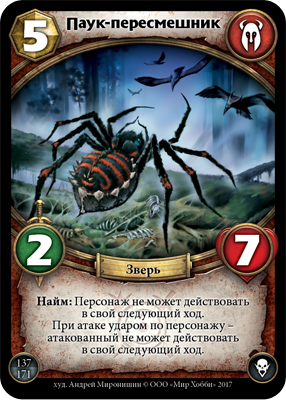 5
Паук-пересмешник
2
Зверь
7
Найм: Персонаж не может действовать
в свой следующий ход.
При атаке ударом по персонажу –
атакованный не может действовать
в свой следующий ход.
137
171
худ. Андрей Миронишин © ООО «Мир Хобби» 2017